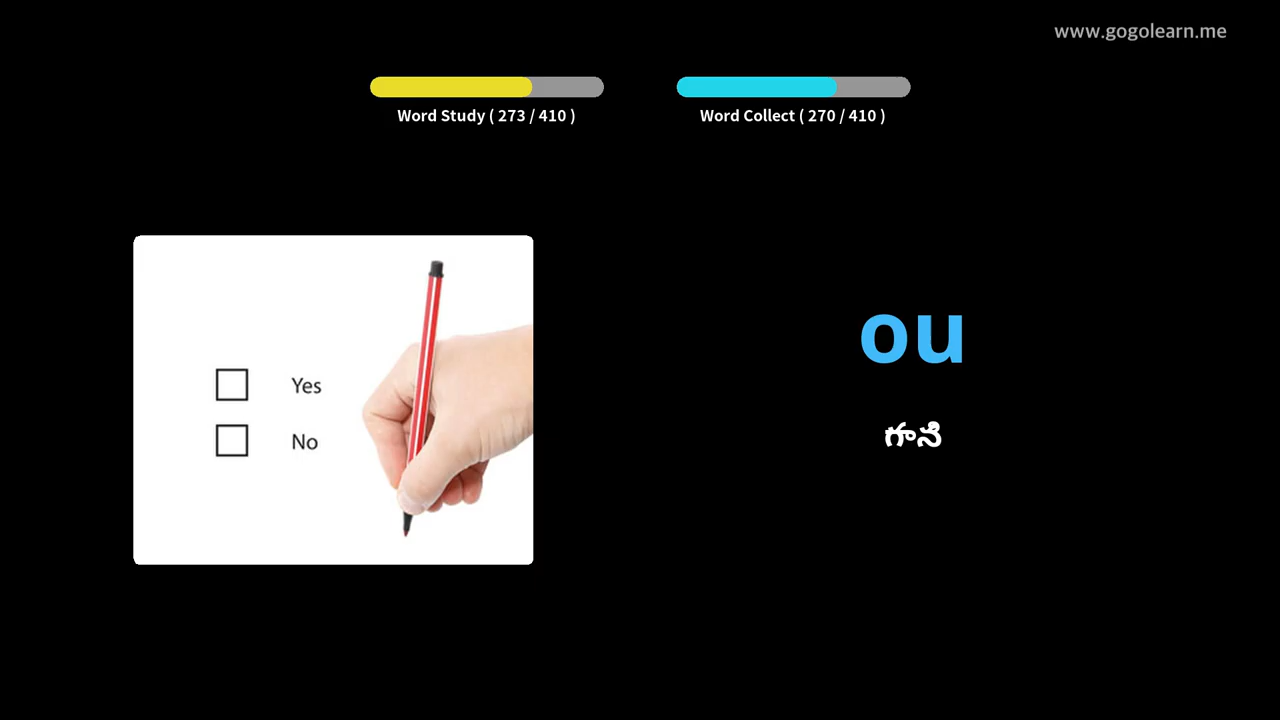 www.gogolearn.me
Word Study ( 273 / 410 )
Word Collect ( 270 / 410 )
Yes
No
ou
గానీ